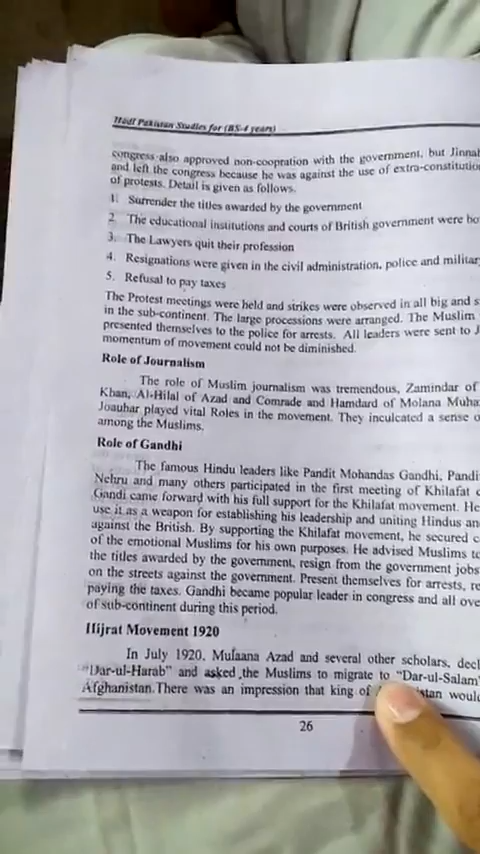 Hadi Pakistan Studies for (BS-4 years)
congress also approved non-coopration with the government, but Jinnah
and left the congress because he was against the use of extra-constitution
of protests. Detail is given as follows.
1. Surrender the titles awarded by the government
2. The educational institutions and courts of British government were bo
3. The Lawyers quit their profession
4. Resignations were given in the civil administration, police and military
5. Refusal to pay taxes
The Protest meetings were held and strikes were observed in all big and s
in the sub-continent. The large processions were arranged. The Muslim
presented themselves to the police for arrests. All leaders were sent to J
momentum of movement could not be diminished.
Role of Journalism
The role of Muslim journalism was tremendous, Zamindar of
Khan, Al-Hilal of Azad and Comrade and Hamdard of Molana Muha
Joauhar played vital Roles in the movement. They inculcated a sense o
among the Muslims.
Role of Gandhi
The famous Hindu leaders like Pandit Mohandas Gandhi, Pandi
Nehru and many others participated in the first meeting of Khilafat c
Gandi came forward with his full support for the Khilafat movement. He
use it as a weapon for establishing his leadership and uniting Hindus an
against the British. By supporting the Khilafat movement, he secured c
of the emotional Muslims for his own purposes. He advised Muslims to
the titles awarded by the government, resign from the government jobs
on the streets against the government. Present themselves for arrests, re
paying the taxes. Gandhi became popular leader in congress and all ove
of sub-continent during this period.
Hijrat Movement 1920
In July 1920, Mulaana Azad and several other scholars, decl
"Dar-ul-Harab" and asked the Muslims to migrate to "Dar-ul-Salam"
Afghanistan. There was an impression that king of stan would
26